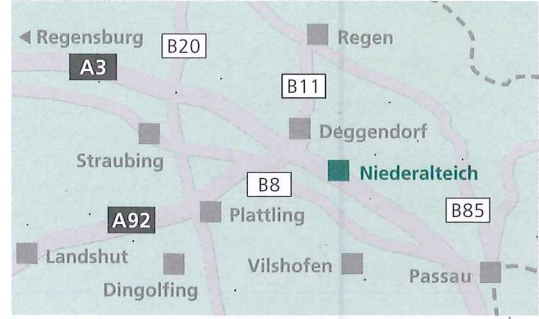 Regensburg
B20
Regen
A3
B11
Deggendorf
Straubing
Niederalteich
B8
B85
A92
Plattling
Landshut
Vilshofen
Passau
Dingolfing